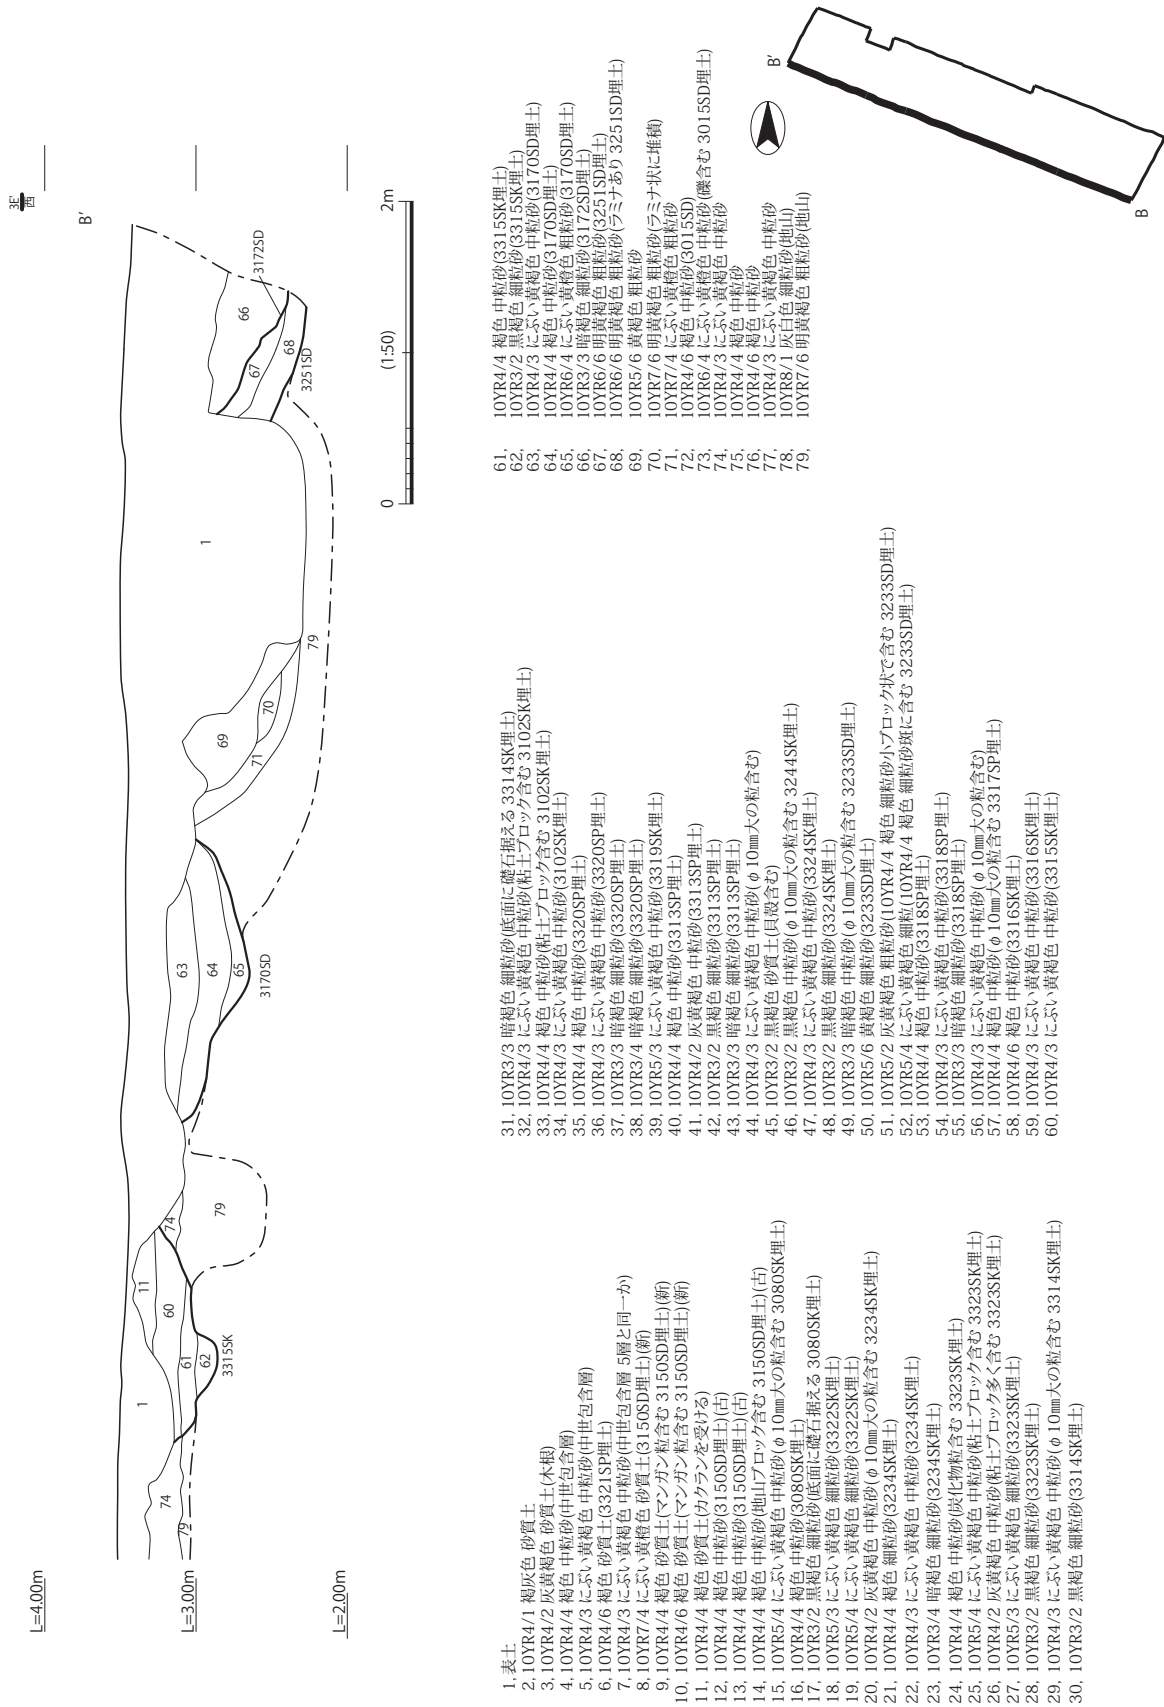 3E'
西
B'
L=4.00m
L=3.00m
L=2.00m
1
74
79
11
60
61
62
3315SK
74
79
63
64
65
3170SD
69
70
71
79
1
66
67
68
3172SD
3251SD
0
(1:50)
2m
B'
B
1, 表土
2, 10YR4/1 褐灰色 砂質土
3, 10YR4/2 灰黄褐色 砂質土(木根)
4, 10YR4/4 褐色 中粒砂(中世包含層)
5, 10YR4/3 にぶい黄褐色 中粒砂(中世包含層)
6, 10YR4/6 褐色 砂質土(3321SP埋土)
7, 10YR4/3 にぶい黄褐色 中粒砂(中世包含層 5層と同一か)
8, 10YR7/4 にぶい黄橙色 砂質土(3150SD埋土)(新)
9, 10YR4/4 褐色 砂質土(マンガン粒含む 3150SD埋土)(新)
10, 10YR4/6 褐色 砂質土(マンガン粒含む 3150SD埋土)(新)
11, 10YR4/4 褐色 砂質土(カクランを受ける)
12, 10YR4/4 褐色 中粒砂(3150SD埋土)(古)
13, 10YR4/4 褐色 中粒砂(3150SD埋土)(古)
14, 10YR4/4 褐色 中粒砂(地山ブロック含む 3150SD埋土)(古)
15, 10YR5/4 にぶい黄褐色 中粒砂(φ10㎜大の粒含む 3080SK埋土)
16, 10YR4/4 褐色 中粒砂(3080SK埋土)
17, 10YR3/2 黒褐色 細粒砂(底面に礎石据える 3080SK埋土)
18, 10YR5/3 にぶい黄褐色 細粒砂(3322SK埋土)
19, 10YR5/4 にぶい黄褐色 細粒砂(3322SK埋土)
20, 10YR4/2 灰黄褐色 中粒砂(φ10㎜大の粒含む 3234SK埋土)
21, 10YR4/4 褐色 細粒砂(3234SK埋土)
22, 10YR4/3 にぶい黄褐色 中粒砂(3234SK埋土)
23, 10YR3/4 暗褐色 細粒砂(3234SK埋土)
24, 10YR4/4 褐色 中粒砂(炭化物粒含む 3323SK埋土)
25, 10YR5/4 にぶい黄褐色 中粒砂(粘土ブロック含む 3323SK埋土)
26, 10YR4/2 灰黄褐色 中粒砂(粘土ブロック多く含む 3323SK埋土)
27, 10YR5/3 にぶい黄褐色 細粒砂(3323SK埋土)
28, 10YR3/2 黒褐色 細粒砂(3323SK埋土)
29, 10YR4/3 にぶい黄褐色 中粒砂(φ10㎜大の粒含む 3314SK埋土)
30, 10YR3/2 黒褐色 細粒砂(3314SK埋土)
31, 10YR3/3 暗褐色 細粒砂(底面に礎石据える 3314SK埋土)
32, 10YR4/3 にぶい黄褐色 中粒砂(粘土ブロック含む 3102SK埋土)
33, 10YR4/4 褐色 中粒砂(粘土ブロック含む 3102SK埋土)
34, 10YR4/3 にぶい黄褐色 中粒砂(3102SK埋土)
35, 10YR4/4 褐色 中粒砂(3320SP埋土)
36, 10YR4/3 にぶい黄褐色 中粒砂(3320SP埋土)
37, 10YR3/3 暗褐色 細粒砂(3320SP埋土)
38, 10YR3/4 暗褐色 細粒砂(3320SP埋土)
39, 10YR5/3 にぶい黄褐色 中粒砂(3319SK埋土)
40, 10YR4/4 褐色 中粒砂(3313SP埋土)
41, 10YR4/2 灰黄褐色 中粒砂(3313SP埋土)
42, 10YR3/2 黒褐色 細粒砂(3313SP埋土)
43, 10YR3/3 暗褐色 細粒砂(3313SP埋土)
44, 10YR4/3 にぶい黄褐色 中粒砂(φ10㎜大の粒含む)
45, 10YR3/2 黒褐色 砂質土(貝殻含む)
46, 10YR3/2 黒褐色 中粒砂(φ10㎜大の粒含む 3244SK埋土)
47, 10YR4/3 にぶい黄褐色 中粒砂(3324SK埋土)
48, 10YR3/2 黒褐色 細粒砂(3324SK埋土)
49, 10YR3/3 暗褐色 中粒砂(φ10㎜大の粒含む 3233SD埋土)
50, 10YR5/6 黄褐色 細粒砂(3233SD埋土)
51, 10YR5/2 灰黄褐色 粗粒砂(10YR4/4 褐色 細粒砂小ブロック状で含む 3233SD埋土)
52, 10YR5/4 にぶい黄褐色 細粒(10YR4/4 褐色 細粒砂斑に含む 3233SD埋土)
53, 10YR4/4 褐色 中粒砂(3318SP埋土)
54, 10YR4/3 にぶい黄褐色 中粒砂(3318SP埋土)
55, 10YR3/3 暗褐色 細粒砂(3318SP埋土)
56, 10YR4/3 にぶい黄褐色 中粒砂(φ10㎜大の粒含む)
57, 10YR4/4 褐色 中粒砂(φ10㎜大の粒含む 3317SP埋土)
58, 10YR4/6 褐色 中粒砂(3316SK埋土)
59, 10YR4/3 にぶい黄褐色 中粒砂(3316SK埋土)
60, 10YR4/3 にぶい黄褐色 中粒砂(3315SK埋土)
61, 10YR4/4 褐色 中粒砂(3315SK埋土)
62, 10YR3/2 黒褐色 細粒砂(3315SK埋土)
63, 10YR4/3 にぶい黄褐色 中粒砂(3170SD埋土)
64, 10YR4/4 褐色 中粒砂(3170SD埋土)
65, 10YR6/4 にぶい黄橙色 粗粒砂(3170SD埋土)
66, 10YR3/3 暗褐色 細粒砂(3172SD埋土)
67, 10YR6/6 明黄褐色 粗粒砂(3251SD埋土)
68, 10YR6/6 明黄褐色 粗粒砂(ラミナあり 3251SD埋土)
69, 10YR5/6 黄褐色 粗粒砂
70, 10YR7/6 明黄褐色 粗粒砂(ラミナ状に堆積)
71, 10YR7/4 にぶい黄橙色 粗粒砂
72, 10YR4/6 褐色 中粒砂(3015SD)
73, 10YR6/4 にぶい黄橙色 中粒砂(礫含む 3015SD埋土)
74, 10YR4/3 にぶい黄褐色 中粒砂
75, 10YR4/4 褐色 中粒砂
76, 10YR4/6 褐色 中粒砂
77, 10YR4/3 にぶい黄褐色 中粒砂
78, 10YR8/1 灰白色 細粒砂(地山)
79, 10YR7/6 明黄褐色 粗粒砂(地山)